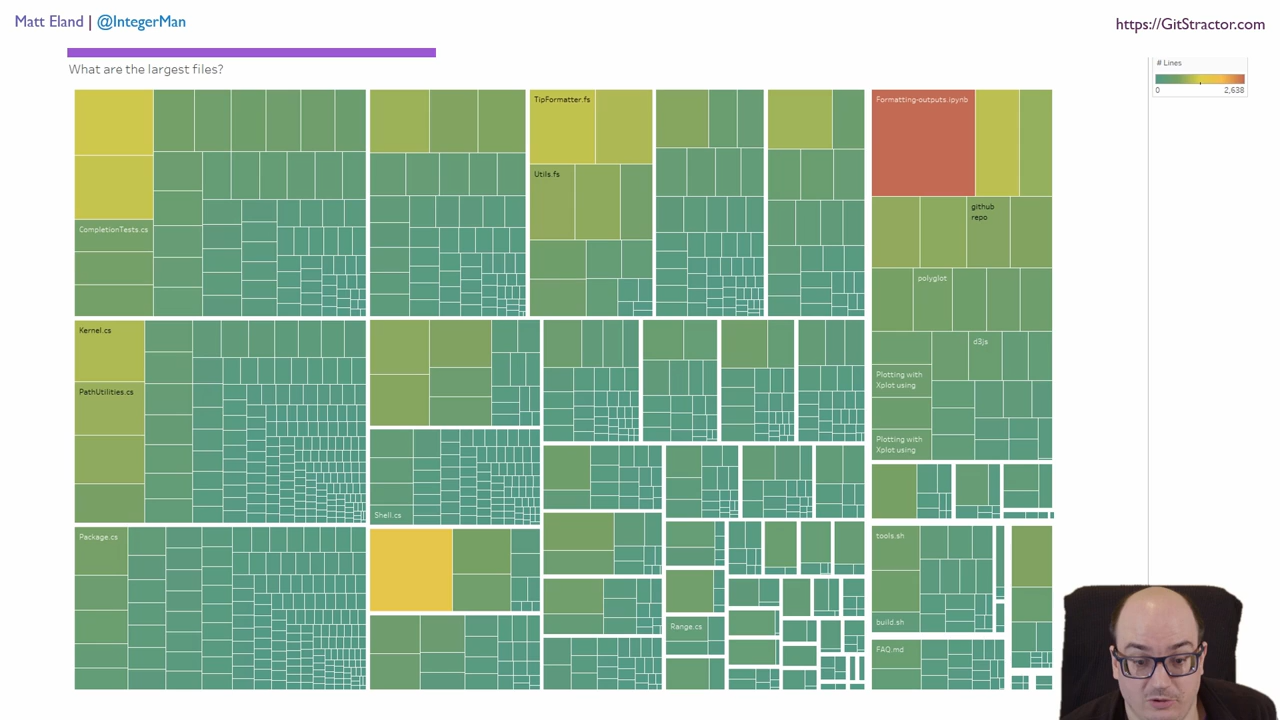 Matt Eland | @IntegerMan
https://GitStractor.com
What are the largest files?
# Lines
0
2,638
TipFormatter.fs
Formatting-outputs.ipynb
Utils.fs
github
repo
CompletionTests.cs
polyglot
Kernel.cs
d3js
Plotting with
Xplot using
PathUtilities.cs
Plotting with
Xplot using
Shell.cs
Package.cs
tools.sh
build.sh
Range.cs
FAQ.md